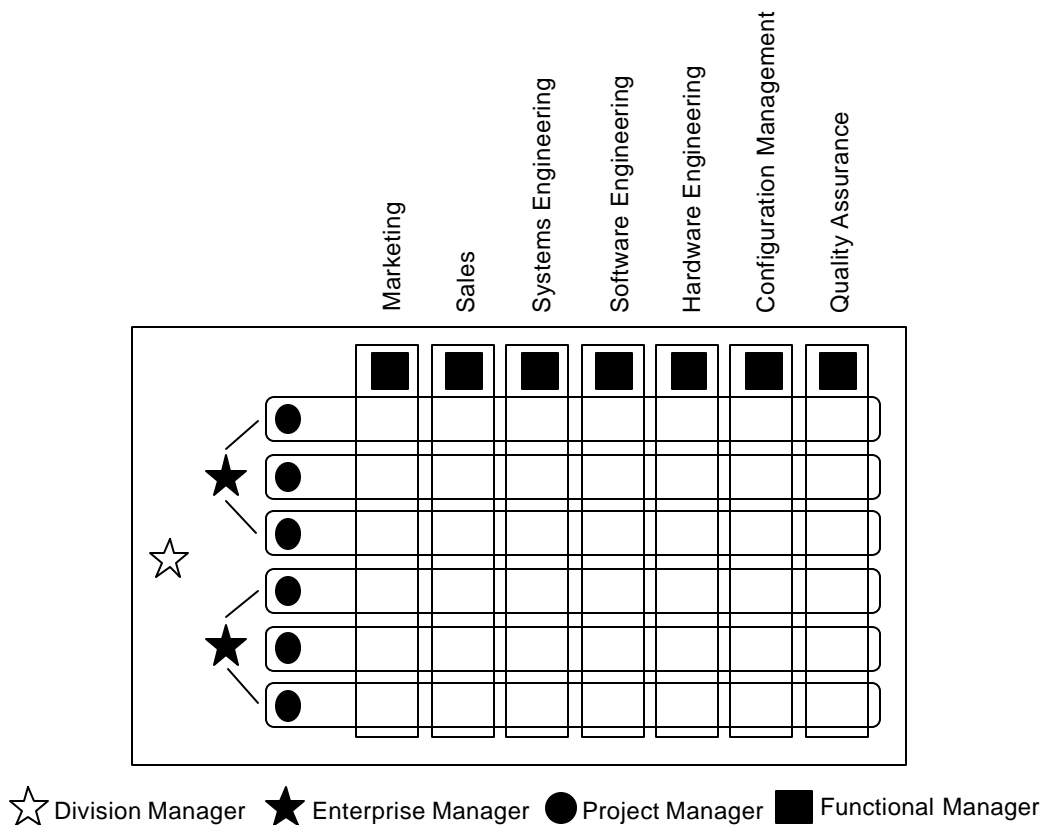 Marketing
Sales
Systems Engineering
Software Engineering
Hardware Engineering
Configuration Management
Quality Assurance
Division Manager
Enterprise Manager
Project Manager
Functional Manager